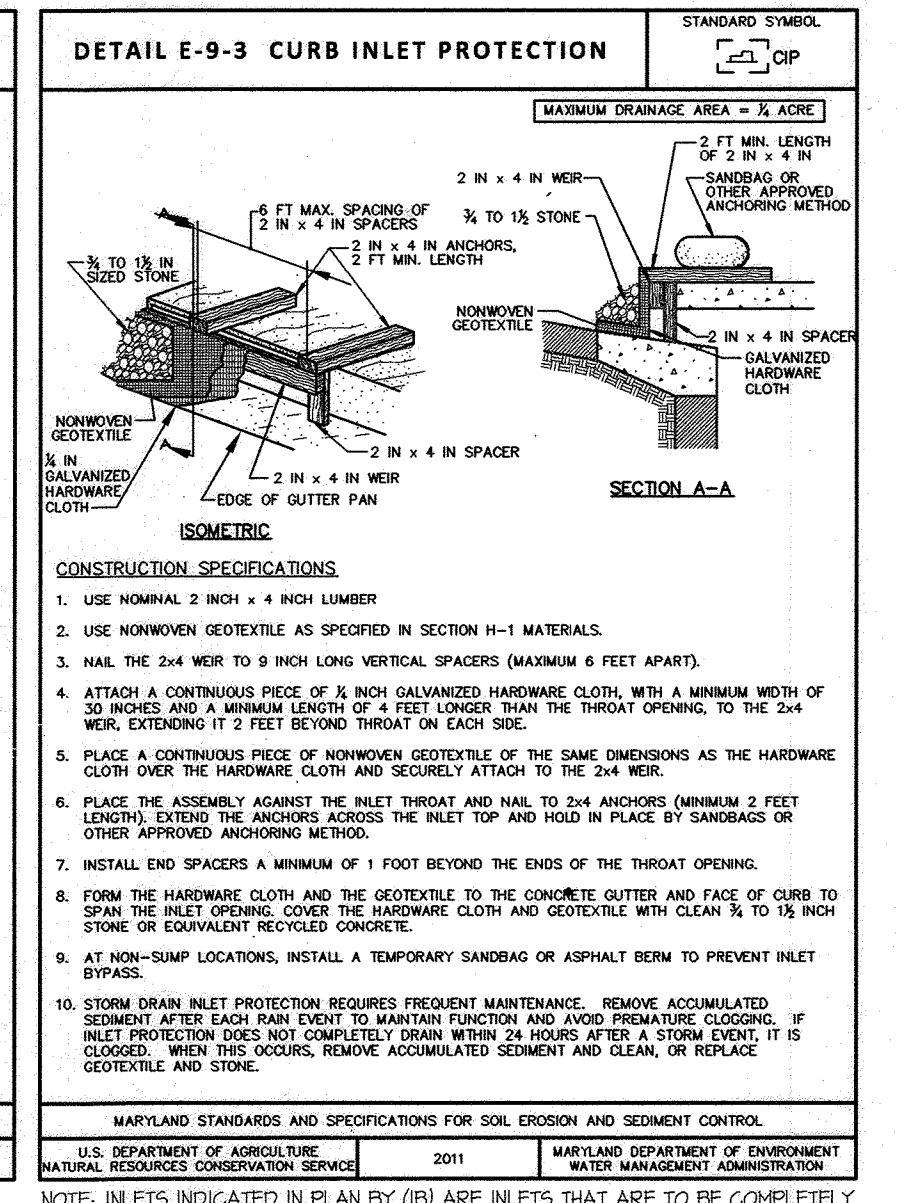 DETAIL E-9-3 CURB INLET PROTECTION
STANDARD SYMBOL
CIP
MAXIMUM DRAINAGE AREA = ¼ ACRE
6 FT MAX. SPACING OF
2 IN x 4 IN SPACERS
2 IN x 4 IN ANCHORS,
2 FT MIN. LENGTH
¾ TO 1½ IN
SIZED STONE
A
NONWOVEN
GEOTEXTILE
A
¼ IN
GALVANIZED
HARDWARE
CLOTH
2 IN x 4 IN SPACER
2 IN x 4 IN WEIR
EDGE OF GUTTER PAN
ISOMETRIC
2 FT MIN. LENGTH
OF 2 IN x 4 IN
2 IN x 4 IN WEIR
SANDBAG OR
OTHER APPROVED
ANCHORING METHOD
¾ TO 1½ STONE
NONWOVEN
GEOTEXTILE
2 IN x 4 IN SPACER
GALVANIZED
HARDWARE
CLOTH
SECTION A-A
CONSTRUCTION SPECIFICATIONS
1. USE NOMINAL 2 INCH x 4 INCH LUMBER
2. USE NONWOVEN GEOTEXTILE AS SPECIFIED IN SECTION H-1 MATERIALS.
3. NAIL THE 2x4 WEIR TO 9 INCH LONG VERTICAL SPACERS (MAXIMUM 6 FEET APART).
4. ATTACH A CONTINUOUS PIECE OF ¼ INCH GALVANIZED HARDWARE CLOTH, WITH A MINIMUM WIDTH OF
30 INCHES AND A MINIMUM LENGTH OF 4 FEET LONGER THAN THE THROAT OPENING, TO THE 2x4
WEIR, EXTENDING IT 2 FEET BEYOND THROAT ON EACH SIDE.
5. PLACE A CONTINUOUS PIECE OF NONWOVEN GEOTEXTILE OF THE SAME DIMENSIONS AS THE HARDWARE
CLOTH OVER THE HARDWARE CLOTH AND SECURELY ATTACH TO THE 2x4 WEIR.
6. PLACE THE ASSEMBLY AGAINST THE INLET THROAT AND NAIL TO 2x4 ANCHORS (MINIMUM 2 FEET
LENGTH). EXTEND THE ANCHORS ACROSS THE INLET TOP AND HOLD IN PLACE BY SANDBAGS OR
OTHER APPROVED ANCHORING METHOD.
7. INSTALL END SPACERS A MINIMUM OF 1 FOOT BEYOND THE ENDS OF THE THROAT OPENING.
8. FORM THE HARDWARE CLOTH AND THE GEOTEXTILE TO THE CONCRETE GUTTER AND FACE OF CURB TO
SPAN THE INLET OPENING. COVER THE HARDWARE CLOTH AND GEOTEXTILE WITH CLEAN ¾ TO 1½ INCH
STONE OR EQUIVALENT RECYCLED CONCRETE.
9. AT NON-SUMP LOCATIONS, INSTALL A TEMPORARY SANDBAG OR ASPHALT BERM TO PREVENT INLET
BYPASS.
10. STORM DRAIN INLET PROTECTION REQUIRES FREQUENT MAINTENANCE. REMOVE ACCUMULATED
SEDIMENT AFTER EACH RAIN EVENT TO MAINTAIN FUNCTION AND AVOID PREMATURE CLOGGING. IF
INLET PROTECTION DOES NOT COMPLETELY DRAIN WITHIN 24 HOURS AFTER A STORM EVENT, IT IS
CLOGGED. WHEN THIS OCCURS, REMOVE ACCUMULATED SEDIMENT AND CLEAN, OR REPLACE
GEOTEXTILE AND STONE.
MARYLAND STANDARDS AND SPECIFICATIONS FOR SOIL EROSION AND SEDIMENT CONTROL
U.S. DEPARTMENT OF AGRICULTURE
NATURAL RESOURCES CONSERVATION SERVICE
2011
MARYLAND DEPARTMENT OF ENVIRONMENT
WATER MANAGEMENT ADMINISTRATION
NOTE: INLETS INDICATED IN PLAN BY (IB) ARE INLETS THAT ARE TO BE COMPLETELY